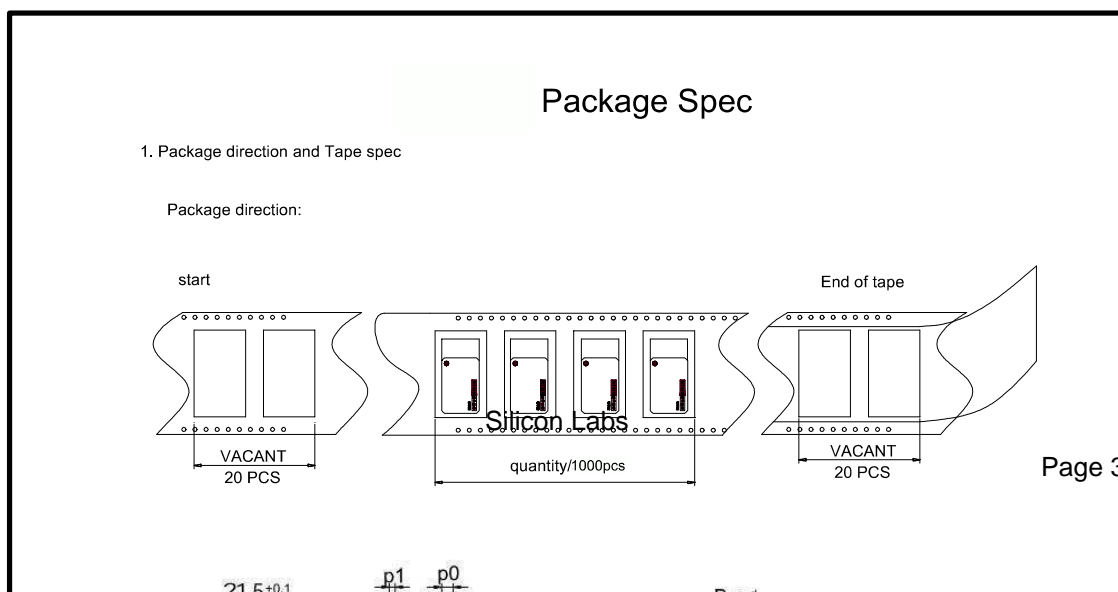 Package Spec
1. Package direction and Tape spec
Package direction:
start
End of tape
Silicon Labs
VACANT
20 PCS
quantity/1000pcs
VACANT
20 PCS
Page 3
p1
p0